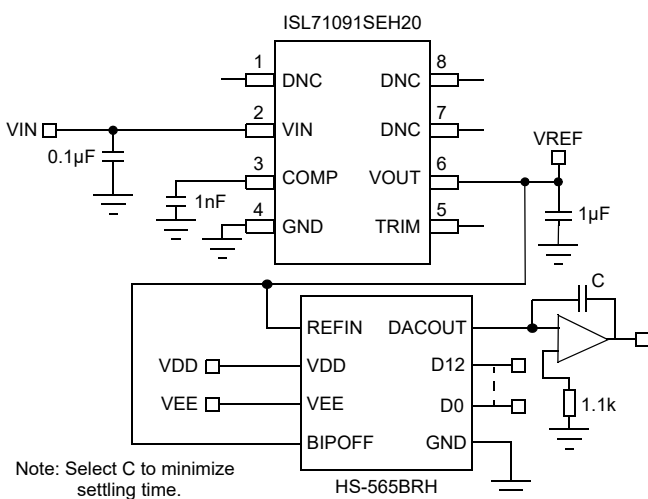 ISL71091SEH20
1
DNC
DNC
8
VIN
2
VIN
DNC
7
VREF
0.1µF
3
COMP
VOUT
6
1nF
4
GND
TRIM
5
1µF
REFIN
DACOUT
C
VDD
VDD
D12
VEE
VEE
D0
1.1k
BIPOFF
GND
Note: Select C to minimize
settling time.
HS-565BRH